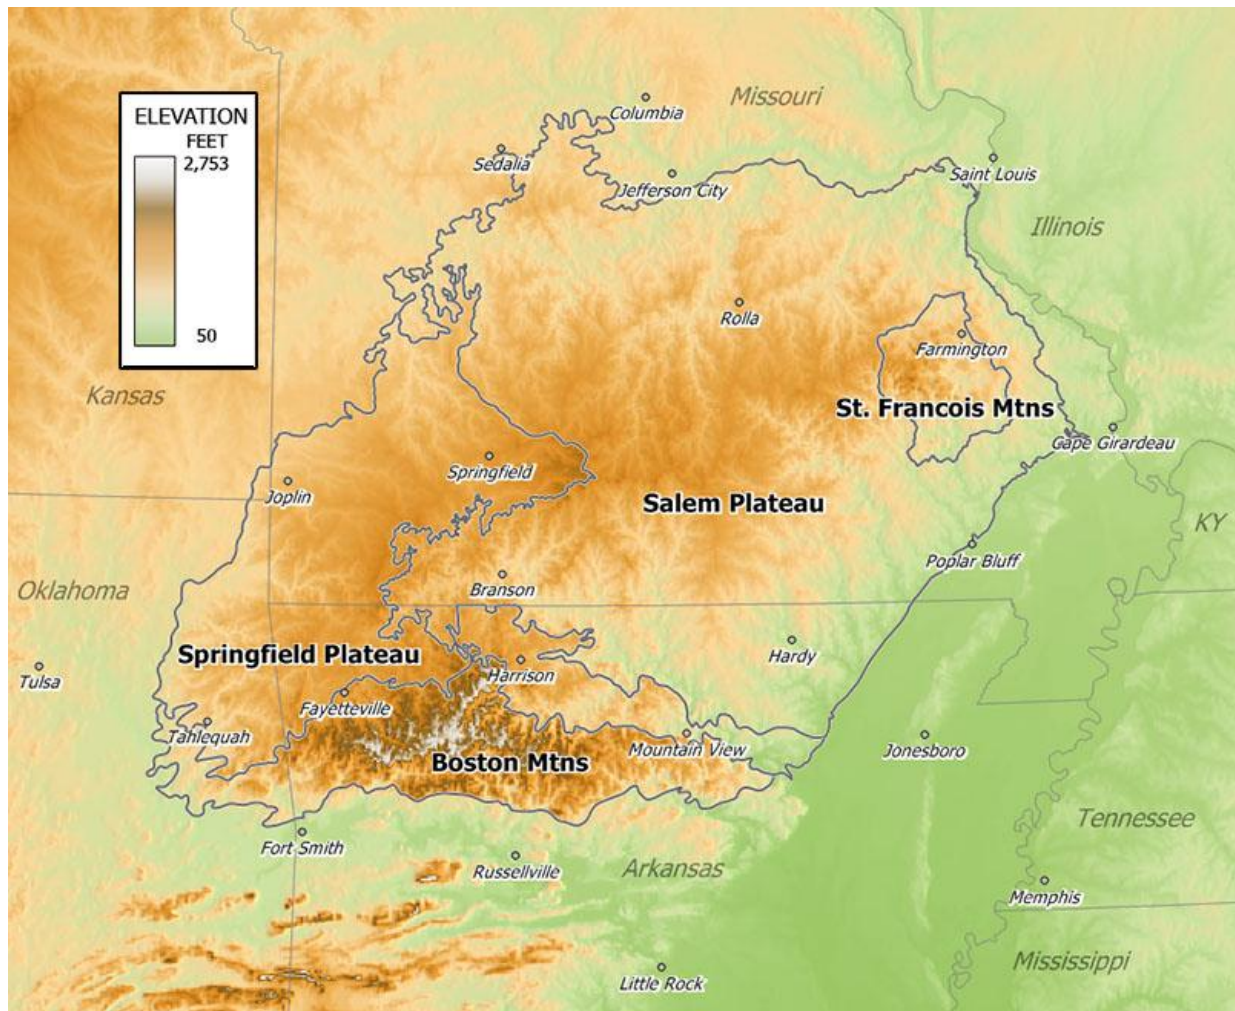 ELEVATION
FEET
2,753
50
Columbia
Missouri
Sedalia
Jefferson City
Saint Louis
Illinois
Rolla
Farmington
Kansas
St. Francois Mtns
Cape Girardeau
Springfield
Joplin
Salem Plateau
KY
Poplar Bluff
Oklahoma
Branson
Springfield Plateau
Hardy
Harrison
Tulsa
Fayetteville
Tahlequah
Mountain View
Jonesboro
Boston Mtns
Tennessee
Fort Smith
Russellville
Arkansas
Memphis
Mississippi
Little Rock